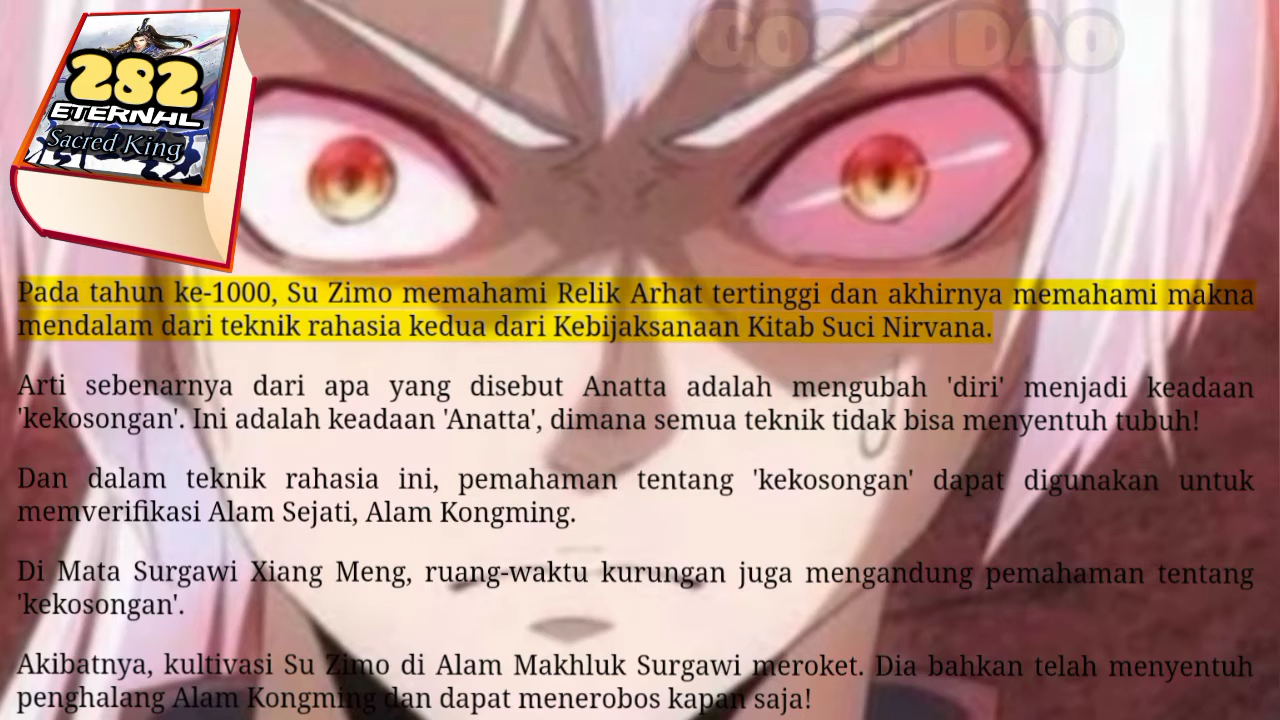 GOST DAO
282
ETERNAL
Sacred King
Pada tahun ke-1000, Su Zimo memahami Relik Arhat tertinggi dan akhirnya memahami makna
mendalam dari teknik rahasia kedua dari Kebijaksanaan Kitab Suci Nirvana.
Arti sebenarnya dari apa yang disebut Anatta adalah mengubah 'diri' menjadi keadaan
'kekosongan'. Ini adalah keadaan 'Anatta', dimana semua teknik tidak bisa menyentuh tubuh!
Dan dalam teknik rahasia ini, pemahaman tentang 'kekosongan' dapat digunakan untuk
memverifikasi Alam Sejati, Alam Kongming.
Di Mata Surgawi Xiang Meng, ruang-waktu kurungan juga mengandung pemahaman tentang
'kekosongan'.
Akibatnya, kultivasi Su Zimo di Alam Makhluk Surgawi meroket. Dia bahkan telah menyentuh
penghalang Alam Kongming dan dapat menerobos kapan saja!